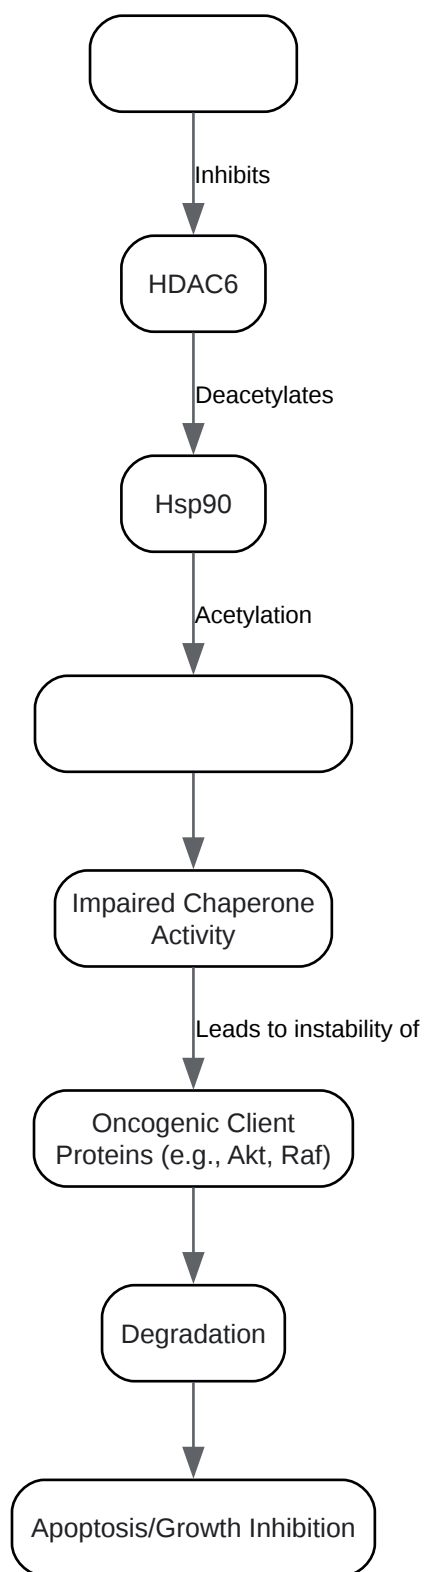 Inhibits
HDAC6
Deacetylates
Hsp90
Acetylation
Impaired Chaperone
Activity
Leads to instability of
Oncogenic Client
Proteins (e.g., Akt, Raf)
Degradation
Apoptosis/Growth Inhibition